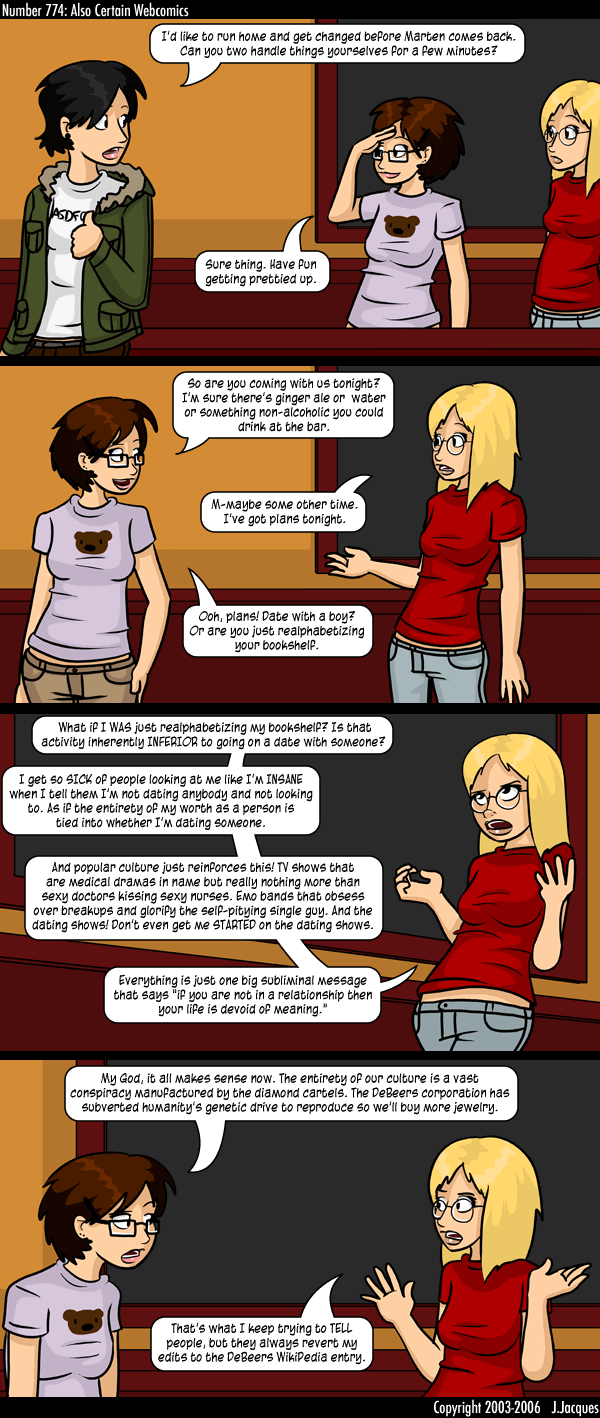 Number 774: Also Certain Webcomics
I'd like to run home and get changed before Marten comes back.
Can you two handle things yourselves for a few minutes?
ASDFG
Sure thing. Have fun
getting prettied up.
So are you coming with us tonight?
I'm sure there's ginger ale or water
or something non-alcoholic you could
drink at the bar.
M-maybe some other time.
I've got plans tonight.
Ooh, plans! Date with a boy?
Or are you just realphabetizing
your bookshelf.
What if I WAS just realphabetizing my bookshelf? Is that
activity inherently INFERIOR to going on a date with someone?
I get so SICK of people looking at me like I'm INSANE
when I tell them I'm not dating anybody and not looking
to. As if the entirety of my worth as a person is
tied into whether I'm dating someone.
And popular culture just reinforces this! TV shows that
are medical dramas in name but really nothing more than
sexy doctors kissing sexy nurses. Emo bands that obsess
over breakups and glorify the self-pitying single guy. And the
dating shows! Don't even get me STARTED on the dating shows.
Everything is just one big subliminal message
that says "if you are not in a relationship then
your life is devoid of meaning."
My God, it all makes sense now. The entirety of our culture is a vast
conspiracy manufactured by the diamond cartels. The DeBeers corporation has
subverted humanity's genetic drive to reproduce so we'll buy more jewelry.
That's what I keep trying to TELL
people, but they always revert my
edits to the DeBeers WikiPedia entry.
Copyright 2003-2006 J.Jacques